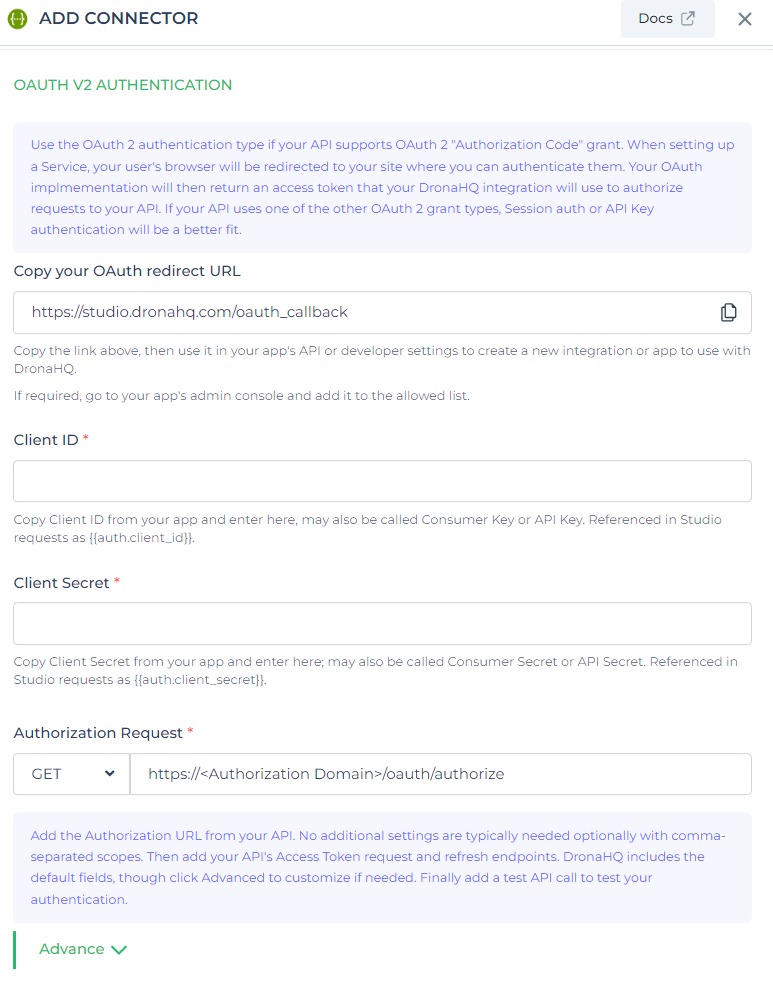 ADD CONNECTOR
Docs
OAUTH V2 AUTHENTICATION
Use the OAuth 2 authentication type if your API supports OAuth 2 "Authorization Code" grant. When setting up
a Service, your user's browser will be redirected to your site where you can authenticate them. Your OAuth
implmementation will then return an access token that your DronaHQ integration will use to authorize
requests to your API. If your API uses one of the other OAuth 2 grant types, Session auth or API Key
authentication will be a better fit.
Copy your OAuth redirect URL
https://studio.dronahq.com/oauth_callback
Copy the link above, then use it in your app's API or developer settings to create a new integration or app to use with
DronaHQ.
If required, go to your app's admin console and add it to the allowed list.
Client ID *
Copy Client ID from your app and enter here, may also be called Consumer Key or API Key. Referenced in Studio
requests as {{auth.client_id}}.
Client Secret *
Copy Client Secret from your app and enter here; may also be called Consumer Secret or API Secret. Referenced in
Studio requests as {{auth.client_secret}}.
Authorization Request *
GET
https://<Authorization Domain>/oauth/authorize
Add the Authorization URL from your API. No additional settings are typically needed optionally with comma-
separated scopes. Then add your API's Access Token request and refresh endpoints. DronaHQ includes the
default fields, though click Advanced to customize if needed. Finally add a test API call to test your
authentication.
Advance